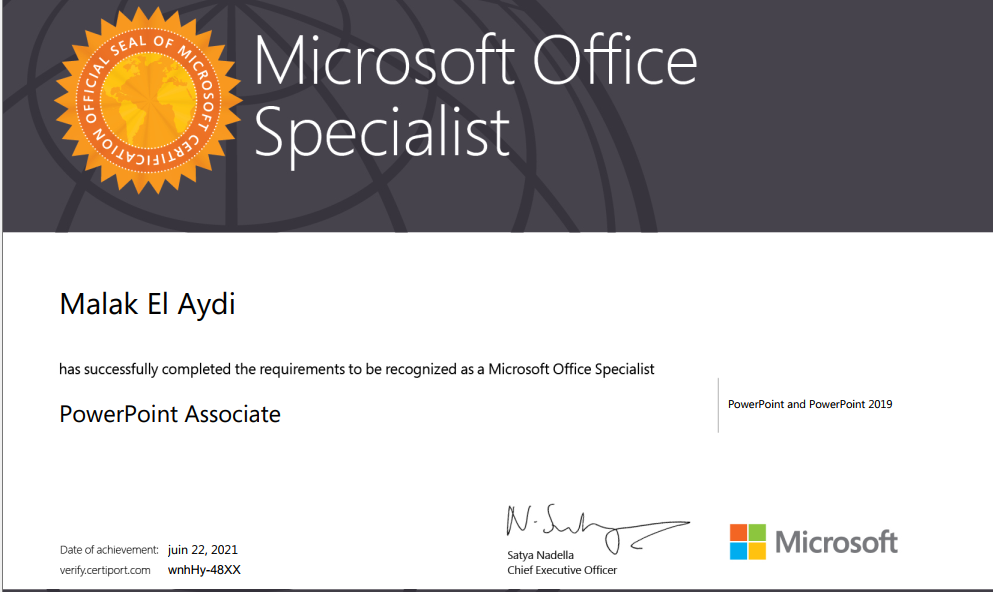 OFFICIAL SEAL OF MICROSOFT CERTIFICATION
Microsoft Office
Specialist
Malak El Aydi
has successfully completed the requirements to be recognized as a Microsoft Office Specialist
PowerPoint and PowerPoint 2019
PowerPoint Associate
Satya Nadella
Chief Executive Officer
Microsoft
Date of achievement: juin 22, 2021
verify.certiport.com wnhHy-48XX